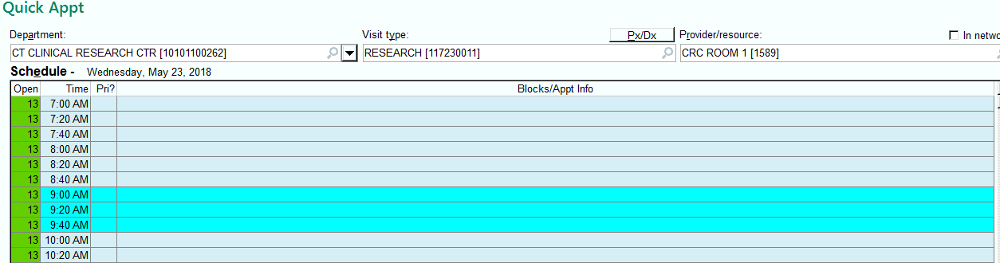 Quick Appt
Department: Visit type: Px/Dx Provider/resource: In netwo
CT CLINICAL RESEARCH CTR [10101100262] RESEARCH [117230011] CRC ROOM 1 [1589]
Schedule - Wednesday, May 23, 2018
Open Time Pri? Blocks/Appt Info
13 7:00 AM
13 7:20 AM
13 7:40 AM
13 8:00 AM
13 8:20 AM
13 8:40 AM
13 9:00 AM
13 9:20 AM
13 9:40 AM
13 10:00 AM
13 10:20 AM